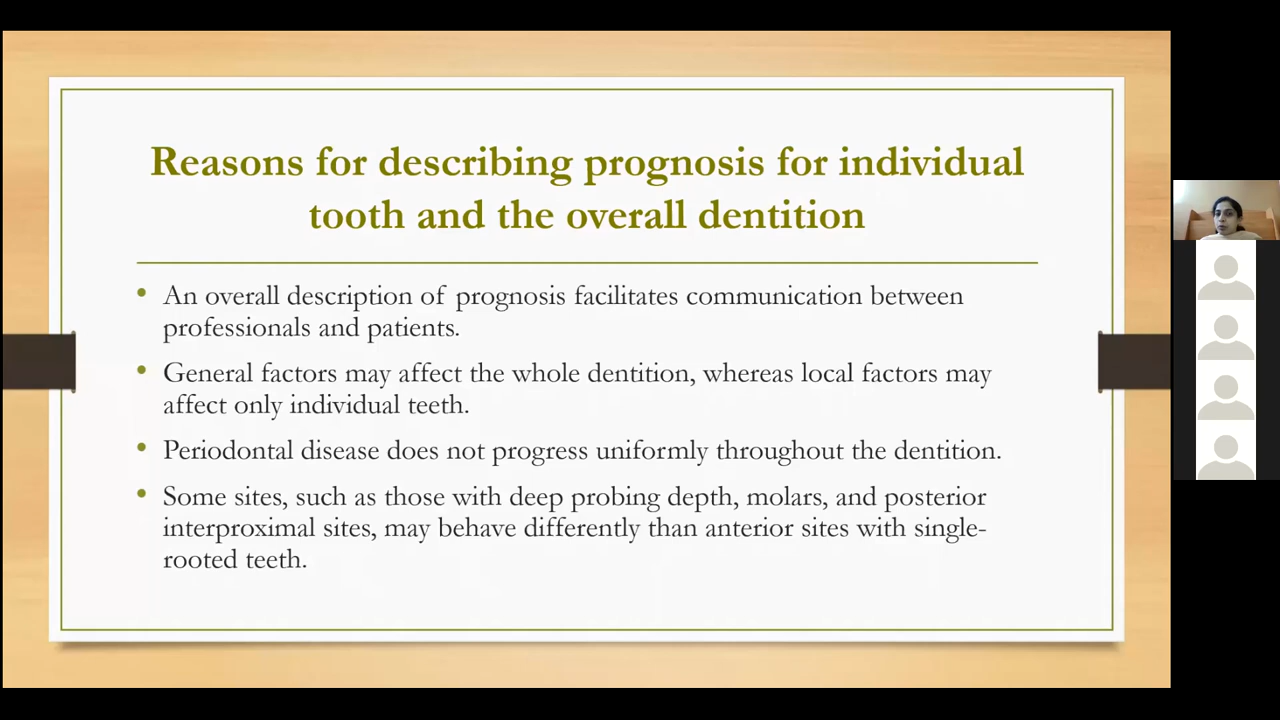 Reasons for describing prognosis for individual
tooth and the overall dentition
• An overall description of prognosis facilitates communication between
professionals and patients.
• General factors may affect the whole dentition, whereas local factors may
affect only individual teeth.
• Periodontal disease does not progress uniformly throughout the dentition.
• Some sites, such as those with deep probing depth, molars, and posterior
interproximal sites, may behave differently than anterior sites with single-
rooted teeth.